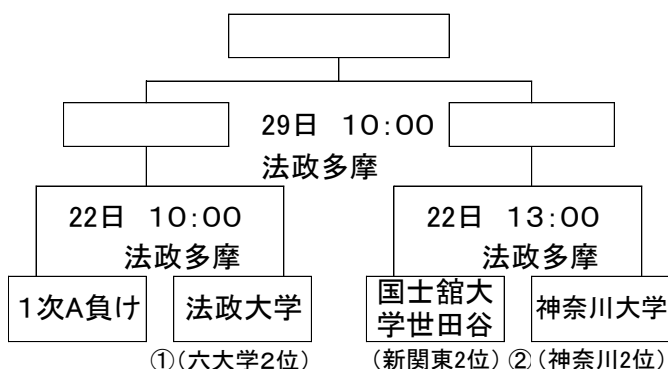 29日 10:00
法政多摩
22日 10:00
法政多摩
22日 13:00
法政多摩
1次A負け
法政大学
国士舘大
学世田谷
神奈川大学
①(六大学2位)
(新関東2位)
②(神奈川2位)